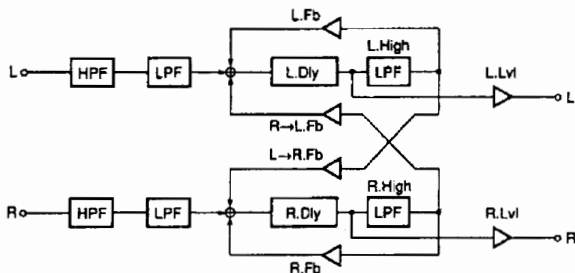 L.Fb
L.High
L HPF LPF L.Dly LPF L.Lvl L
R→L.Fb
L→R.Fb
R.High
R HPF LPF R.Dly LPF R.Lvl R
R.Fb